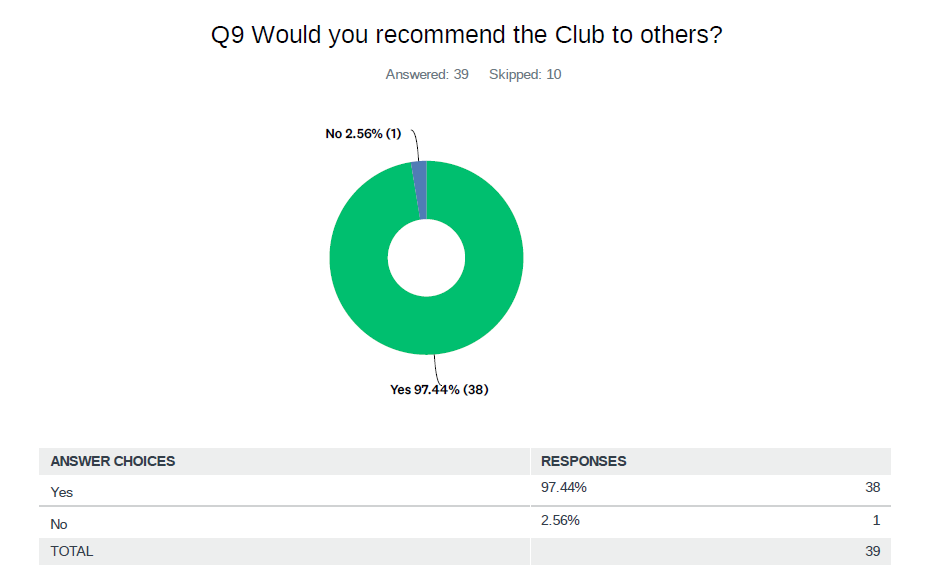 Q9 Would you recommend the Club to others?
Answered: 39 Skipped: 10
No 2.56% (1)
Yes 97.44% (38)
ANSWER CHOICES RESPONSES
Yes 97.44% 38
No 2.56% 1
TOTAL 39